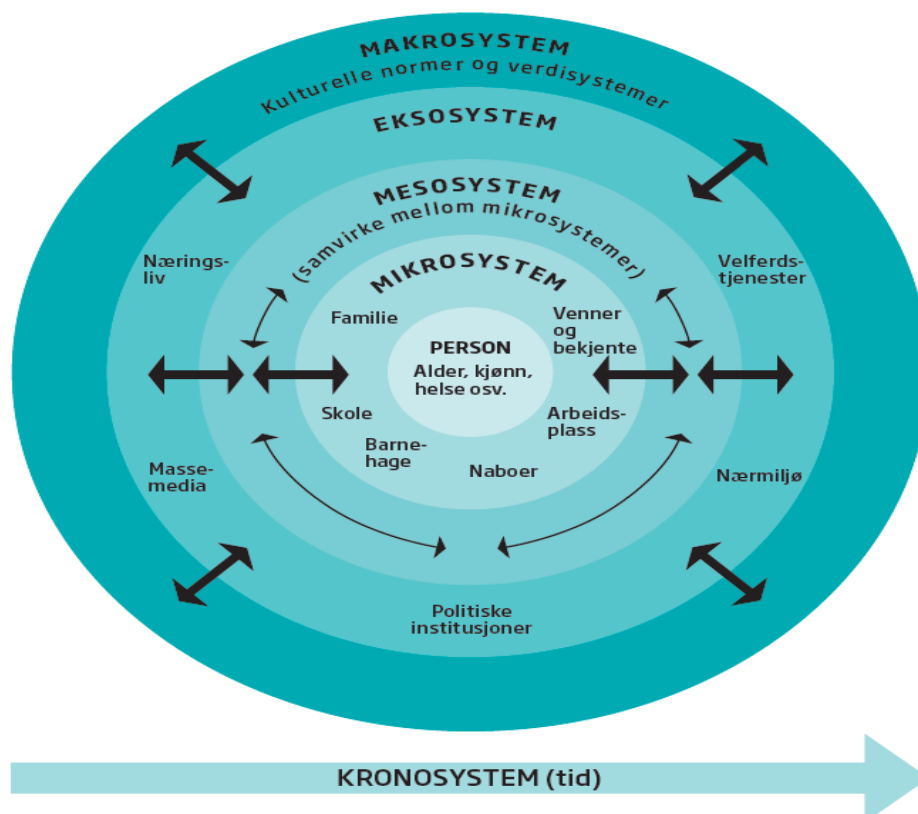 MAKROSYSTEM
Kulturelle normer og verdisystemer
EKSOSYSTEM
MESOSYSTEM
(samvirke mellom mikrosystemer)
MIKROSYSTEM
Nærings-
liv
Velferds-
tjenester
Familie
Venner
og
bekjente
PERSON
Alder, kjønn,
helse osv.
Skole
Arbeids-
plass
Barne-
hage
Naboer
Masse-
media
Nærmiljø
Politiske
institusjoner
KRONOSYSTEM (tid)